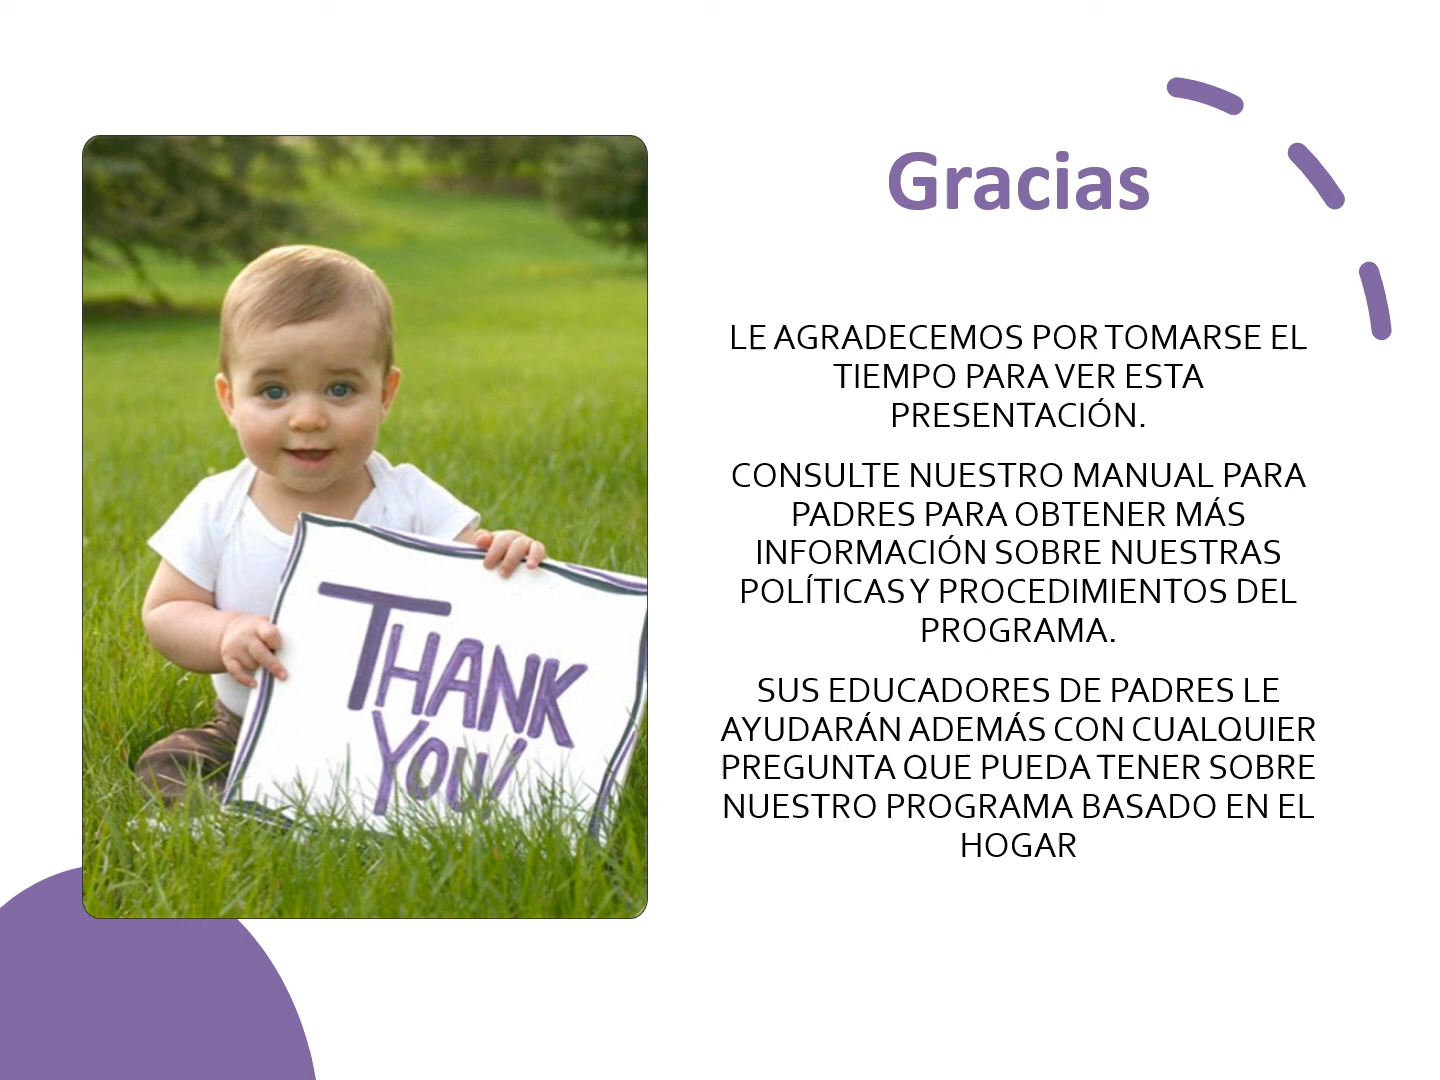 Gracias
LE AGRADECEMOS POR TOMARSE EL
TIEMPO PARA VER ESTA
PRESENTACIÓN.
CONSULTE NUESTRO MANUAL PARA
PADRES PARA OBTENER MÁS
INFORMACIÓN SOBRE NUESTRAS
POLÍTICAS Y PROCEDIMIENTOS DEL
PROGRAMA.
SUS EDUCADORES DE PADRES LE
AYUDARÁN ADEMÁS CON CUALQUIER
PREGUNTA QUE PUEDA TENER SOBRE
NUESTRO PROGRAMA BASADO EN EL
HOGAR
THANK
YOU